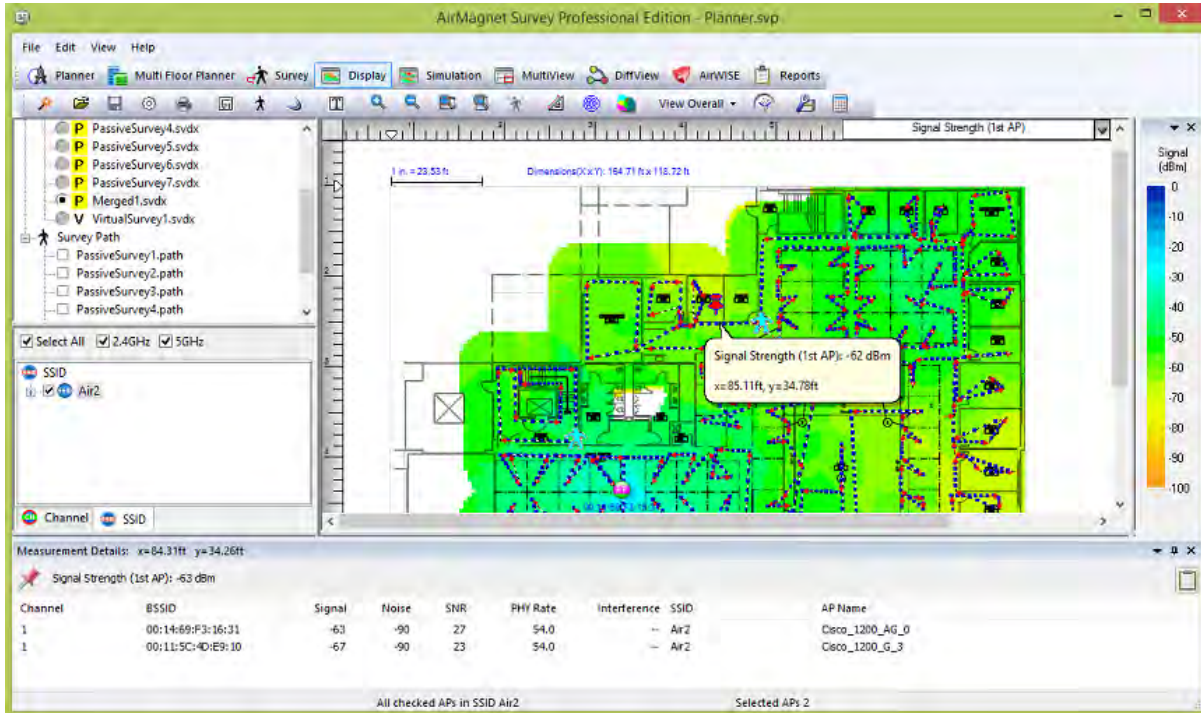 AirMagnet Survey Professional Edition - Planner.svp
File Edit View Help
Planner Multi Floor Planner Survey Display Simulation MultiView DiffView AirWISE Reports
View Overall
PassiveSurvey4.svdx
PassiveSurvey5.svdx
PassiveSurvey6.svdx
PassiveSurvey7.svdx
Merged1.svdx
VirtualSurvey1.svdx
Survey Path
PassiveSurvey1.path
PassiveSurvey2.path
PassiveSurvey3.path
PassiveSurvey4.path
Select All 2.4GHz 5GHz
SSID
Air2
Channel SSID
Signal Strength (1st AP)
1 in. = 23.53 ft Dimensions(X x Y): 164.71 ft x 118.72 ft
Signal Strength (1st AP): -62 dBm
x=85.11ft, y=34.78ft
Signal
(dBm)
0
-10
-20
-30
-40
-50
-60
-70
-80
-90
-100
Measurement Details: x=84.31ft y=34.26ft
Signal Strength (1st AP): -63 dBm
Channel BSSID Signal Noise SNR PHY Rate Interference SSID AP Name
1 00:14:69:F3:16:31 -63 -90 27 54.0 -- Air2 Cisco_1200_AG_0
1 00:11:5C:4D:E9:10 -67 -90 23 54.0 -- Air2 Cisco_1200_G_3
All checked APs in SSID Air2 Selected APs 2